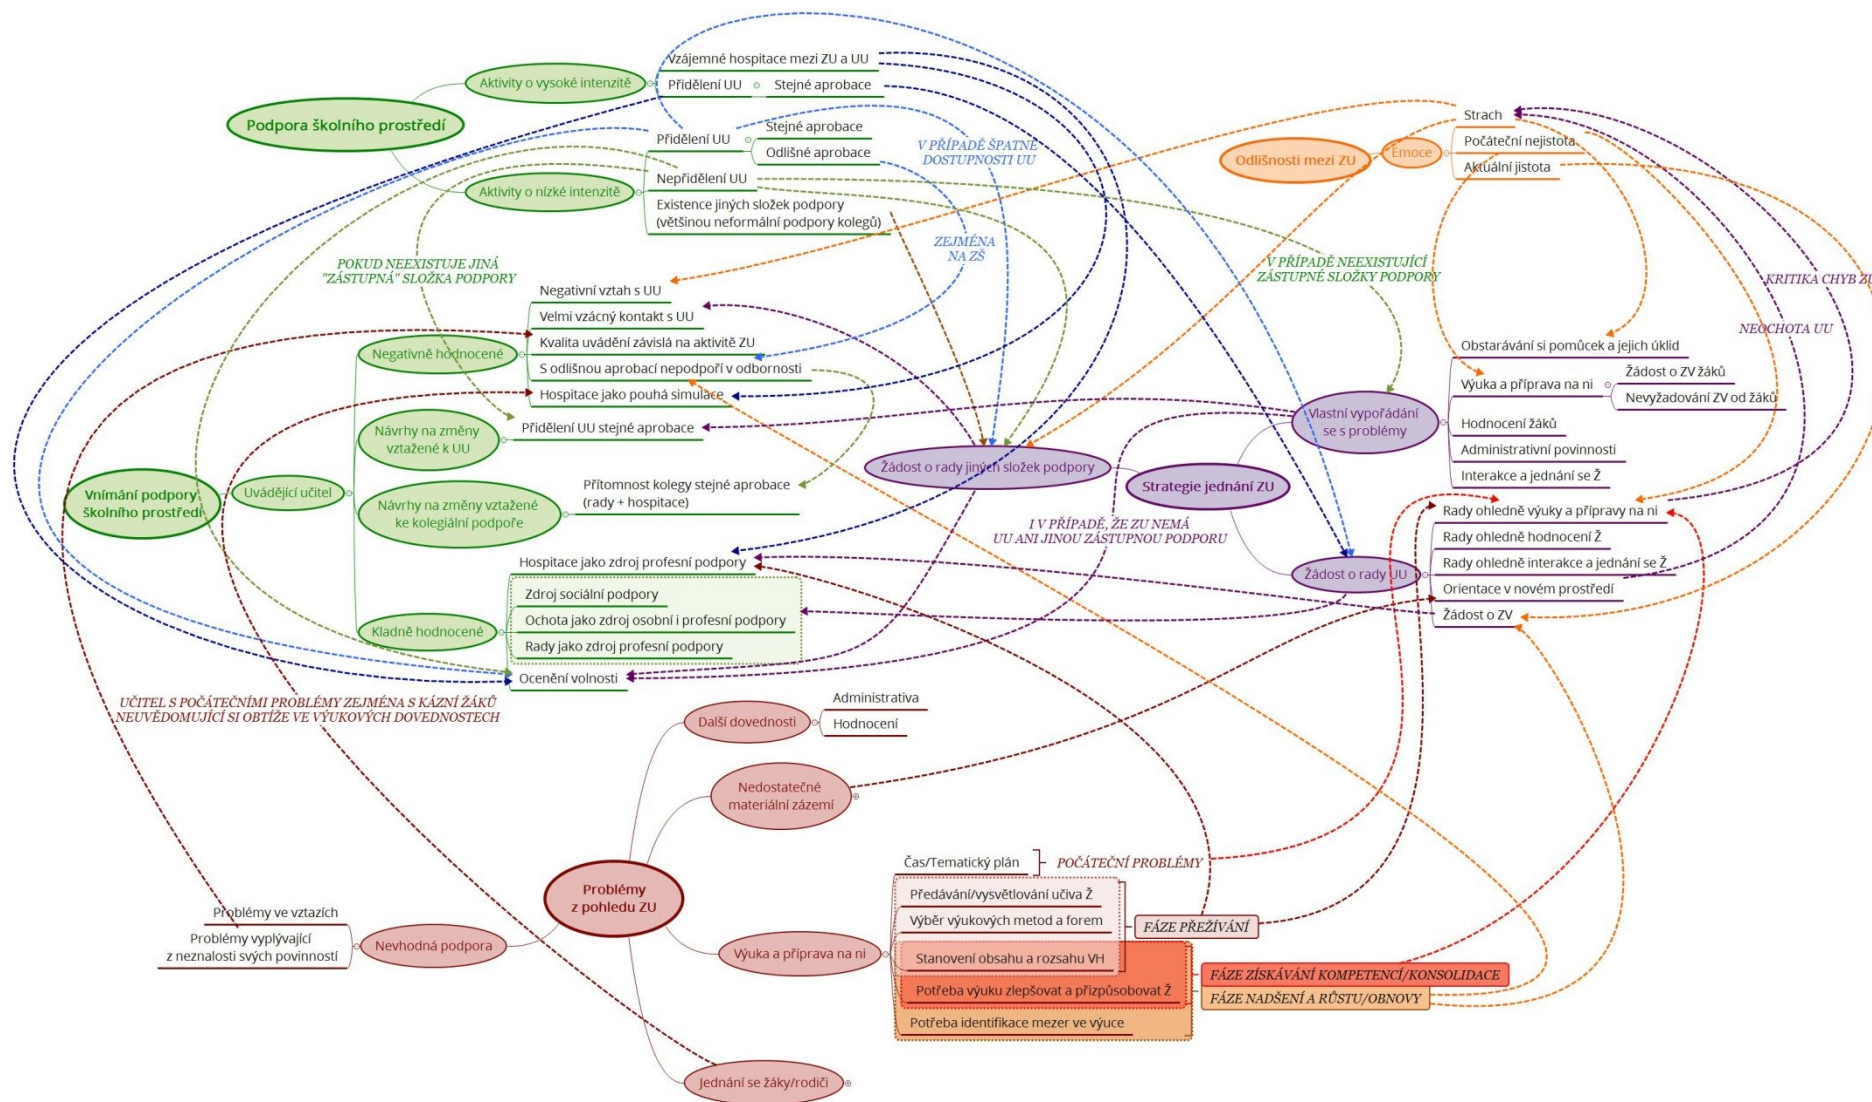 Podpora školního prostředí
Aktivity o vysoké intenzitě
Vzájemné hospitace mezi ZU a UU
Přidělení UU
Stejné aprobace
Aktivity o nízké intenzitě
Přidělení UU
Stejné aprobace
Odlišné aprobace
Nepřidělení UU
Existence jiných složek podpory
(většinou neformální podpory kolegů)
V PŘÍPADĚ ŠPATNÉ
DOSTUPNOSTI UU
ZEJMÉNA
NA ZŠ
POKUD NEEXISTUJE JINÁ
"ZÁSTUPNÁ" SLOŽKA PODPORY
V PŘÍPADĚ NEEXISTUJÍCÍ
ZÁSTUPNÉ SLOŽKY PODPORY
Odlišnosti mezi ZU
Emoce
Strach
Počáteční nejistota
Aktuální jistota
KRITIKA CHYB ZU
NEOCHOTA UU
Vnímání podpory
školního prostředí
Uvádějící učitel
Negativně hodnocené
Negativní vztah s UU
Velmi vzácný kontakt s UU
Kvalita uvádění závislá na aktivitě ZU
S odlišnou aprobací nepodpoří v odbornosti
Hospitace jako pouhá simulace
Návrhy na změny
vztažené k UU
Přidělení UU stejné aprobace
Návrhy na změny vztažené
ke kolegiální podpoře
Přítomnost kolegy stejné aprobace
(rady + hospitace)
Kladně hodnocené
Hospitace jako zdroj profesní podpory
Zdroj sociální podpory
Ochota jako zdroj osobní i profesní podpory
Rady jako zdroj profesní podpory
Ocenění volnosti
Strategie jednání ZU
Žádost o rady jiných složek podpory
Vlastní vypořádání
se s problémy
Obstarávání si pomůcek a jejich úklid
Výuka a příprava na ni
Žádost o ZV žáků
Nevyžadování ZV od žáků
Hodnocení žáků
Administrativní povinnosti
Interakce a jednání se Ž
I V PŘÍPADĚ, ŽE ZU NEMÁ
UU ANI JINOU ZÁSTUPNOU PODPORU
Žádost o rady UU
Rady ohledně výuky a přípravy na ni
Rady ohledně hodnocení Ž
Rady ohledně interakce a jednání se Ž
Orientace v novém prostředí
Žádost o ZV
UČITEL S POČÁTEČNÍMI PROBLÉMY ZEJMÉNA S KÁZNÍ ŽÁKŮ
NEUVĚDOMUJÍCÍ SI OBTÍŽE VE VÝUKOVÝCH DOVEDNOSTECH
Problémy
z pohledu ZU
Další dovednosti
Administrativa
Hodnocení
Nedostatečné
materiální zázemí
Nevhodná podpora
Problémy ve vztazích
Problémy vyplývající
z neznalosti svých povinností
Výuka a příprava na ni
Čas/Tematický plán
POČÁTEČNÍ PROBLÉMY
Předávání/vysvětlování učiva Ž
Výběr výukových metod a forem
FÁZE PŘEŽÍVÁNÍ
Stanovení obsahu a rozsahu VH
Potřeba výuku zlepšovat a přizpůsobovat Ž
FÁZE ZÍSKÁVÁNÍ KOMPETENCÍ/KONSOLIDACE
FÁZE NADŠENÍ A RŮSTU/OBNOVY
Potřeba identifikace mezer ve výuce
Jednání se žáky/rodiči